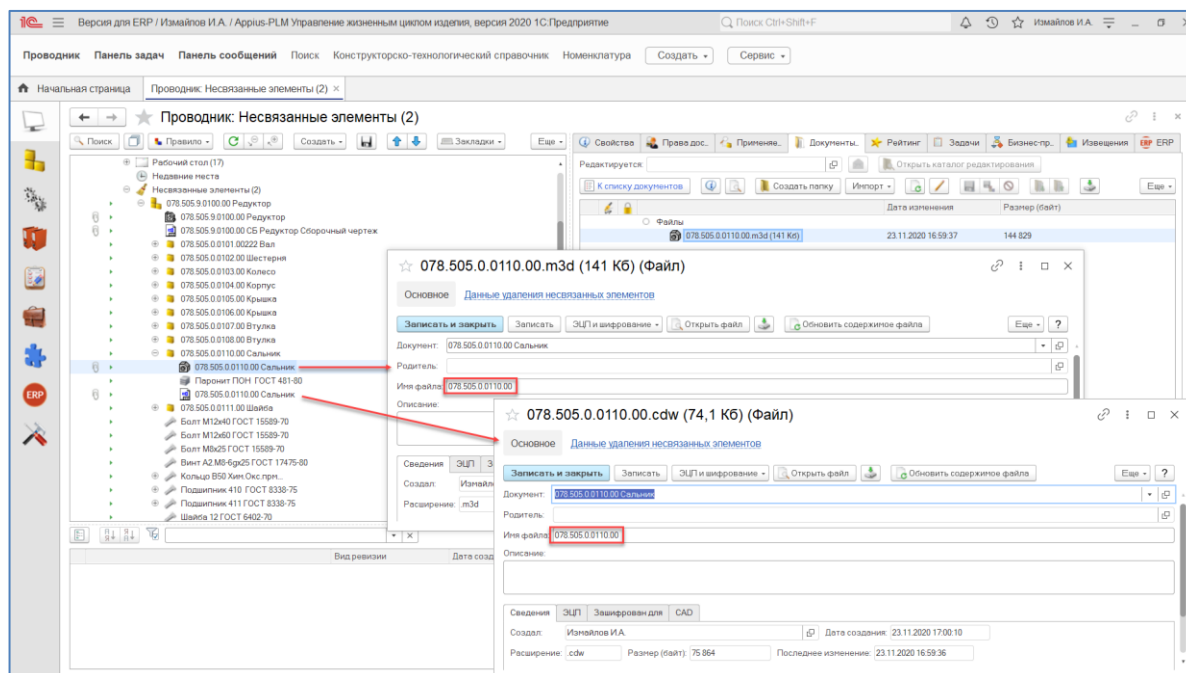 1С Версия для ERP / Измайлов И.А. / Appius-PLM Управление жизненным циклом изделия, версия 2020 1С:Предприятие Поиск Ctrl+Shift+F Измайлов И.А.
Проводник Панель задач Панель сообщений Поиск Конструкторско-технологический справочник Номенклатура Создать Сервис
Начальная страница Проводник: Несвязанные элементы (2) ×
Проводник: Несвязанные элементы (2)
Поиск Правило Создать Закладки Еще
Свойства Права дос.. Применяе.. Документы. Рейтинг Задачи Бизнес-пр.. Извещения ERP ERP
Редактируется: Открыть каталог редактирования
К списку документов Создать папку Импорт Еще
Дата изменения Размер (байт)
Файлы
078.505.0.0110.00.m3d (141 Кб) 23.11.2020 16:59:37 144 829
Рабочий стол (17)
Недавние места
Несвязанные элементы (2)
078.505.9.0100.00 Редуктор
078.505.9.0100.00 Редуктор
078.505.9.0100.00 СБ Редуктор Сборочный чертеж
078.505.0.0101.00222 Вал
078.505.0.0102.00 Шестерня
078.505.0.0103.00 Колесо
078.505.0.0104.00 Корпус
078.505.0.0105.00 Крышка
078.505.0.0106.00 Крышка
078.505.0.0107.00 Втулка
078.505.0.0108.00 Втулка
078.505.0.0110.00 Сальник
078.505.0.0110.00 Сальник
Паронит ПОН ГОСТ 481-80
078.505.0.0110.00 Сальник
078.505.0.0111.00 Шайба
Болт М12х40 ГОСТ 15589-70
Болт М12х60 ГОСТ 15589-70
Болт М8х25 ГОСТ 15589-70
Винт А2.М8-6gх25 ГОСТ 17475-80
Кольцо В50 Хим.Окс.прм..
Подшипник 410 ГОСТ 8338-75
Подшипник 411 ГОСТ 8338-75
Шайба 12 ГОСТ 6402-70
Вид ревизии Дата созд
ERP
078.505.0.0110.00.m3d (141 Кб) (Файл)
Основное Данные удаления несвязанных элементов
Записать и закрыть Записать ЭЦП и шифрование Открыть файл Обновить содержимое файла Еще ?
Документ: 078.505.0.0110.00 Сальник
Родитель:
Имя файла: 078.505.0.0110.00
Описание:
Сведения ЭЦП З
Создал: Измайл
Расширение: .m3d
078.505.0.0110.00.cdw (74,1 Кб) (Файл)
Основное Данные удаления несвязанных элементов
Записать и закрыть Записать ЭЦП и шифрование Открыть файл Обновить содержимое файла Еще ?
Документ: 078.505.0.0110.00 Сальник
Родитель:
Имя файла: 078.505.0.0110.00
Описание:
Сведения ЭЦП Зашифрован для CAD
Создал: Измайлов И.А. Дата создания: 23.11.2020 17:00:10
Расширение: .cdw Размер (байт): 75 864 Последнее изменение: 23.11.2020 16:59:36